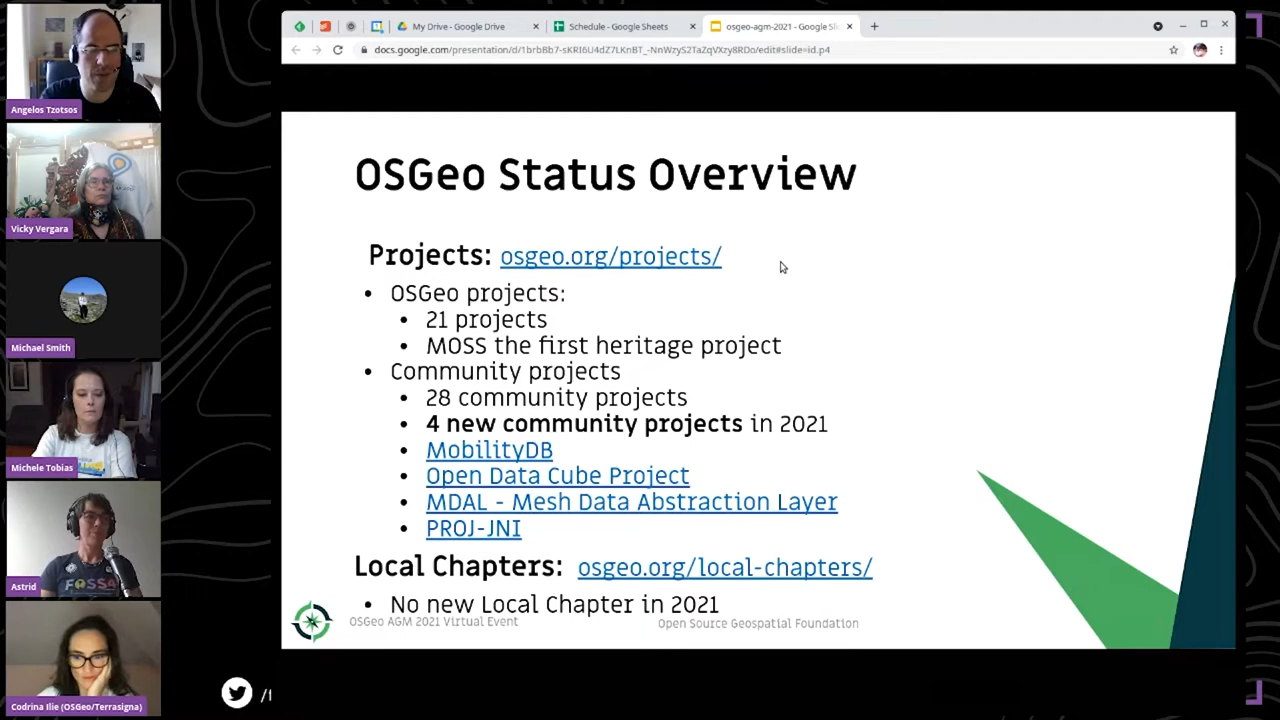 My Drive - Google Drive
Schedule - Google Sheets
osgeo-agm-2021 - Google Sli
docs.google.com/presentation/d/1brbBb7-sKRI6U4dZ7LKnBT_-NnWzyS2TaZqVXzy8RDo/edit#slide=id.p4
Angelos Tzotsos
Vicky Vergara
Michael Smith
Michele Tobias
FOSS
Astrid
Codrina Ilie (OSGeo/Terrasigna)
OSGeo Status Overview
Projects: osgeo.org/projects/
• OSGeo projects:
• 21 projects
• MOSS the first heritage project
• Community projects
• 28 community projects
• 4 new community projects in 2021
• MobilityDB
• Open Data Cube Project
• MDAL - Mesh Data Abstraction Layer
• PROJ-JNI
Local Chapters: osgeo.org/local-chapters/
• No new Local Chapter in 2021
OSGeo AGM 2021 Virtual Event
Open Source Geospatial Foundation
/f